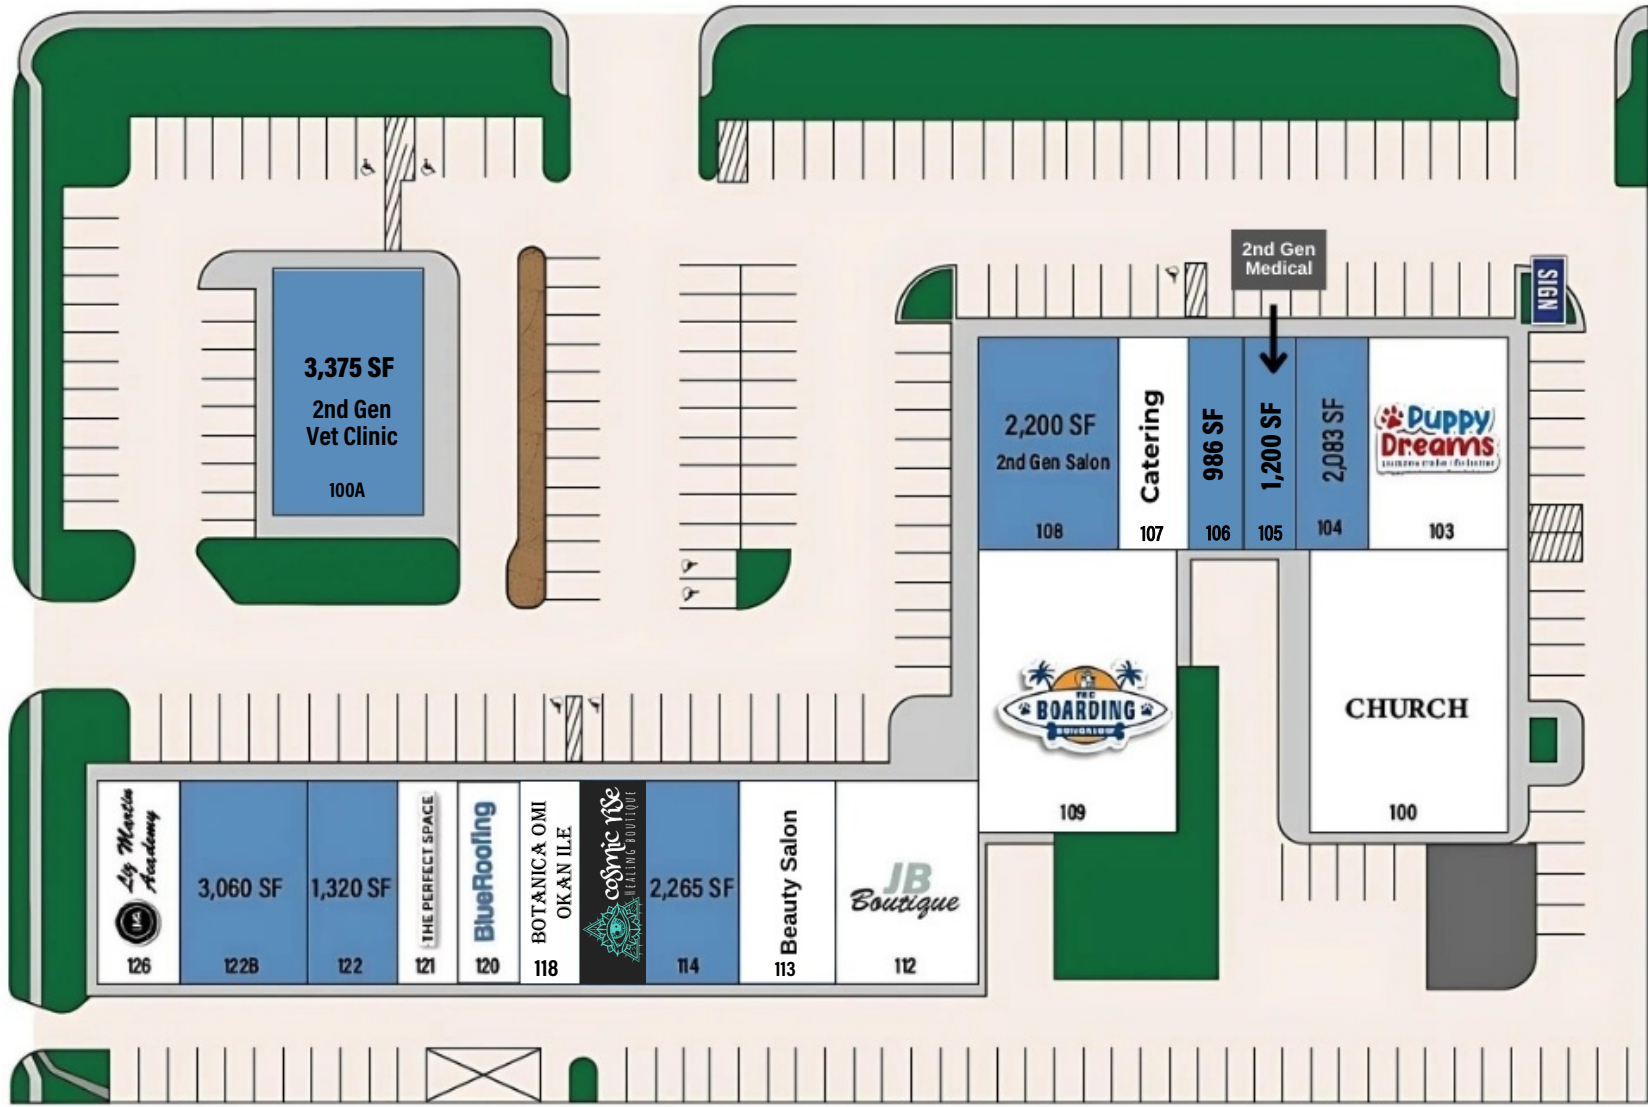 2nd Gen
Medical
SIGN
3,375 SF
2nd Gen
Vet Clinic
100A
2,200 SF
2nd Gen Salon
108
Catering
107
986 SF
106
1,200 SF
105
2,083 SF
104
Puppy
Dreams
103
THE
BOARDING
109
CHURCH
100
Liz Martin
Academy
126
3,060 SF
122B
1,320 SF
122
THE PERFECT SPACE
121
BlueRoofing
120
BOTANICA OMI
OKAN ILE
118
cosmic rise
HEALING BOUTIQUE
2,265 SF
114
Beauty Salon
113
JB
Boutique
112